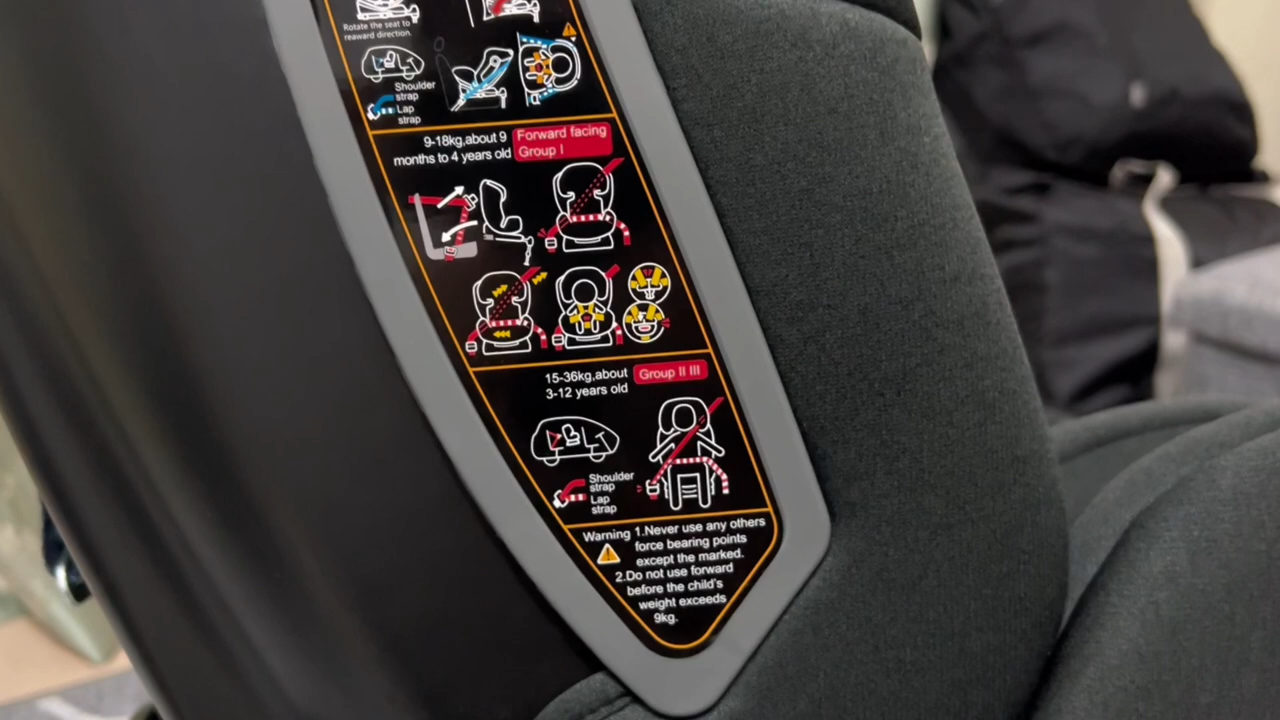 Rotate the seat to
reaward direction.
Shoulder
strap
Lap
strap
9-18kg,about 9
months to 4 years old
Forward facing
Group I
15-36kg,about
3-12 years old
Group II III
Shoulder
strap
Lap
strap
Warning 1.Never use any others
force bearing points
except the marked.
2.Do not use forward
before the child's
weight exceeds
9kg.